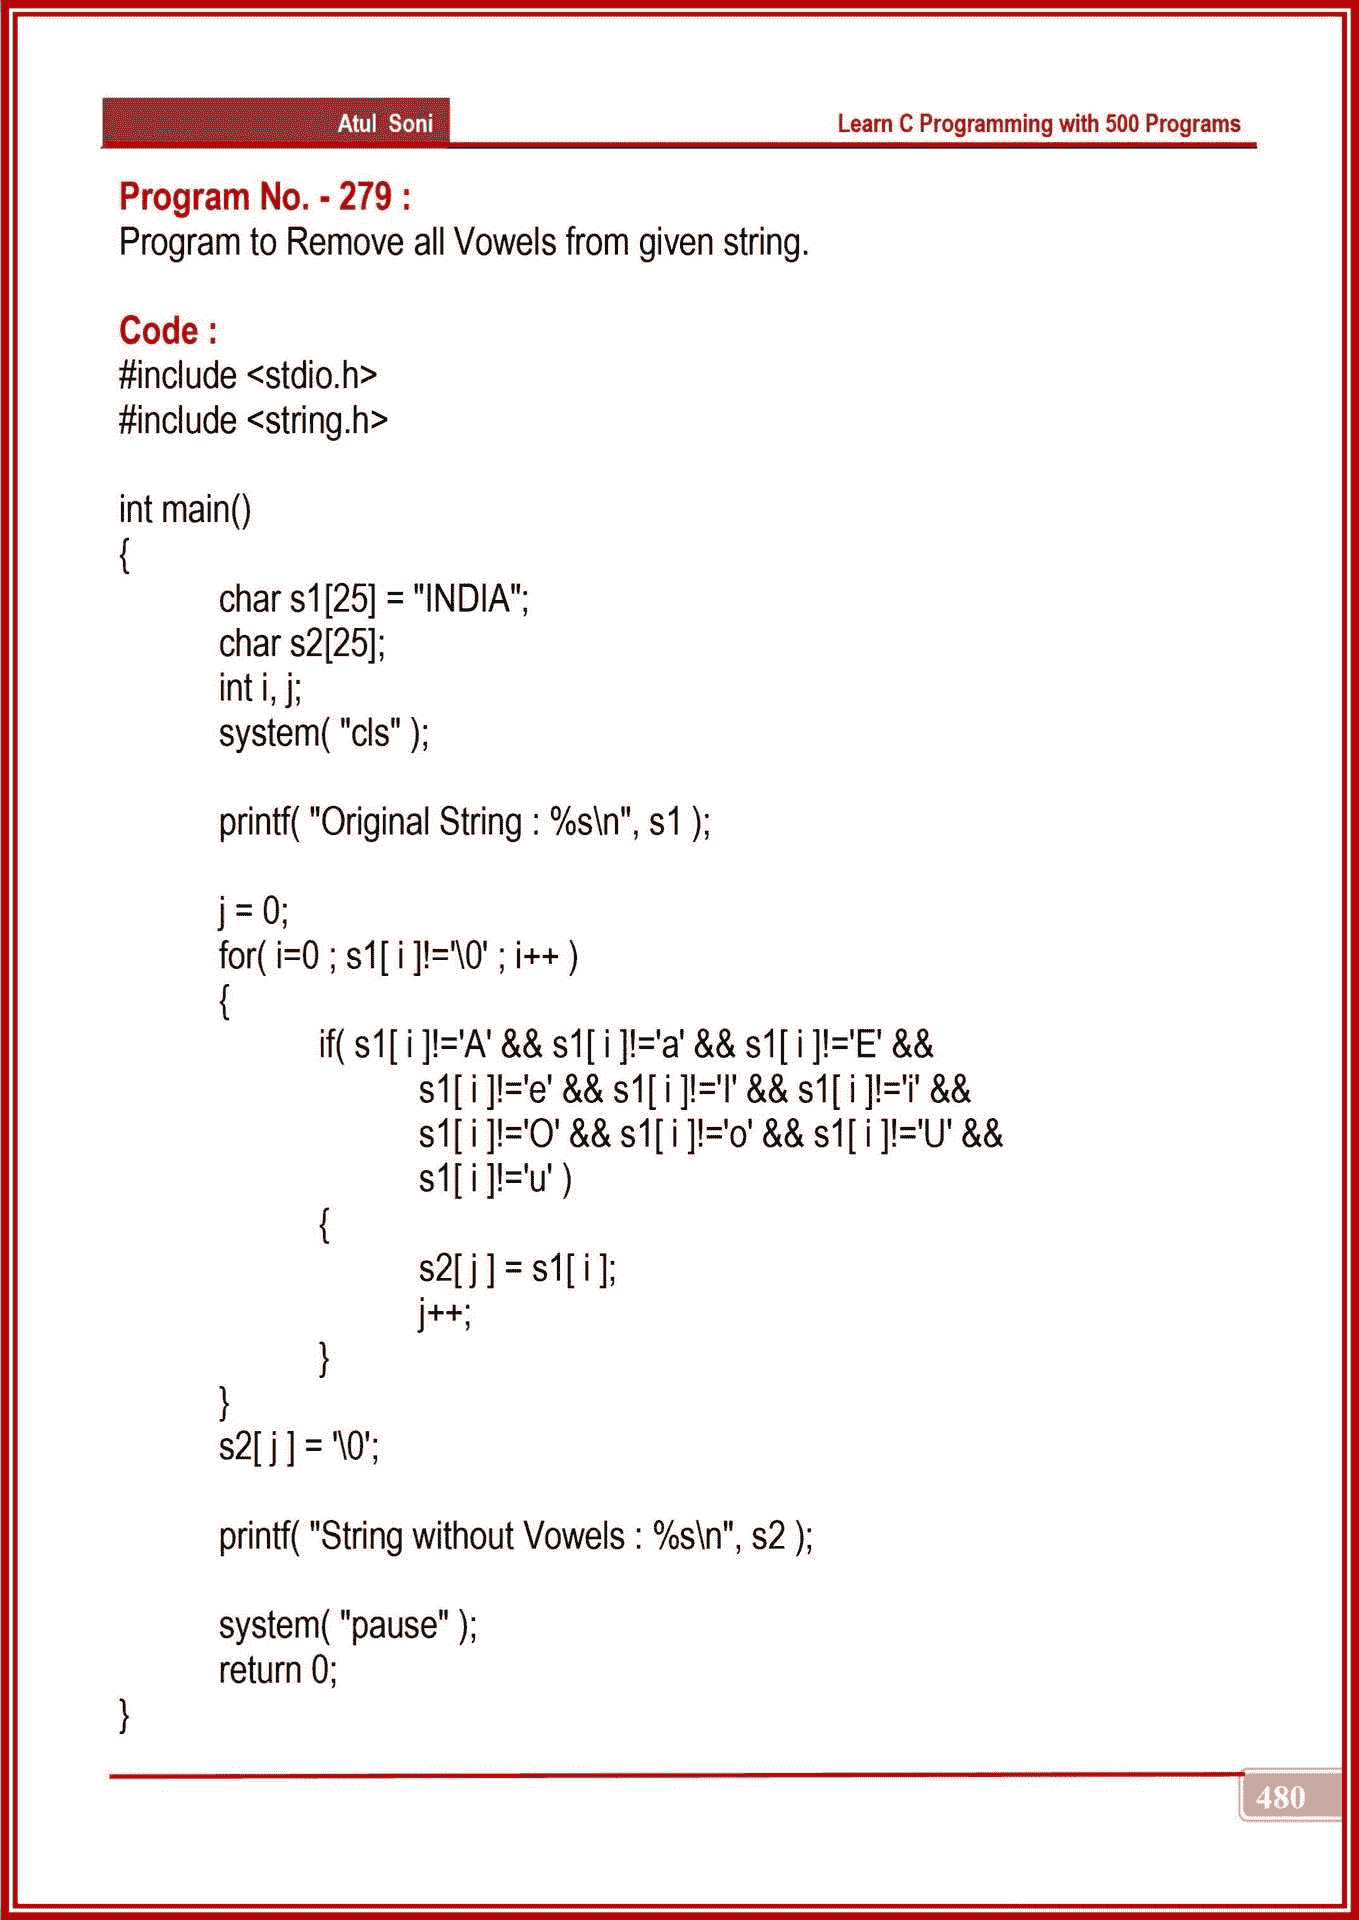 Atul Soni
Learn C Programming with 500 Programs
Program No. - 279 :
Program to Remove all Vowels from given string.
Code :
#include <stdio.h>
#include <string.h>
int main()
{
char s1[25] = "INDIA";
char s2[25];
int i, j;
system( "cls" );
printf( "Original String : %s\n", s1 );
j = 0;
for( i=0 ; s1[ i ]!='\0' ; i++ )
{
if( s1[ i ]!='A' && s1[ i ]!='a' && s1[ i ]!='E' &&
s1[ i ]!='e' && s1[ i ]!='I' && s1[ i ]!='i' &&
s1[ i ]!='O' && s1[ i ]!='o' && s1[ i ]!='U' &&
s1[ i ]!='u' )
{
s2[ j ] = s1[ i ];
j++;
}
}
s2[ j ] = '\0';
printf( "String without Vowels : %s\n", s2 );
system( "pause" );
return 0;
}
480